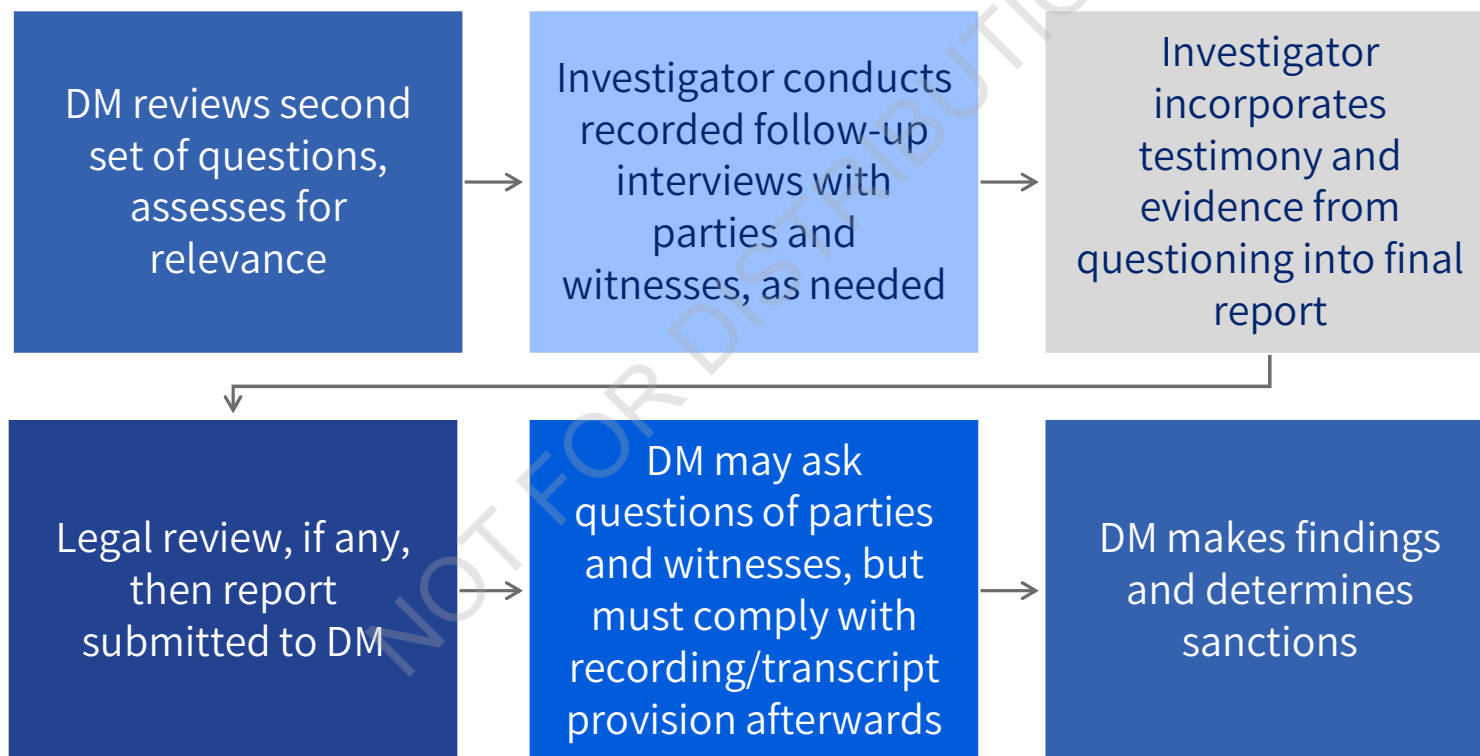 DM reviews second
set of questions,
assesses for
relevance
Investigator conducts
recorded follow-up
interviews with
parties and
witnesses, as needed
Investigator
incorporates
testimony and
evidence from
questioning into final
report
Legal review, if any,
then report
submitted to DM
DM may ask
questions of parties
and witnesses, but
must comply with
recording/transcript
provision afterwards
DM makes findings
and determines
sanctions
NOT FOR DISTRIBUTIO